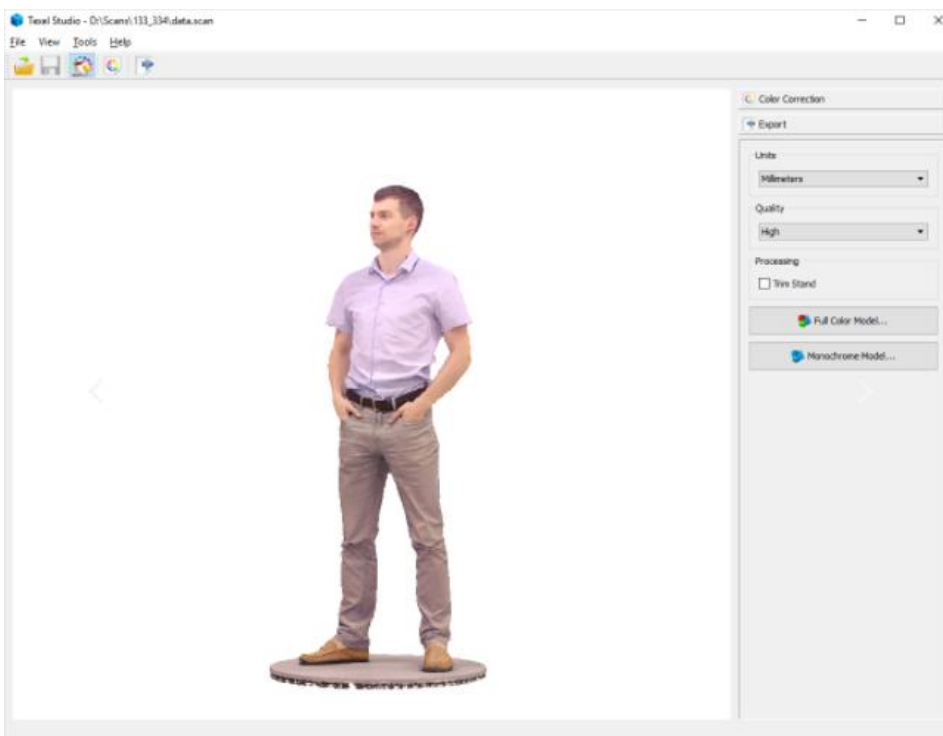 Texel Studio - D:\Scans\133_334\data.scan
File View Tools Help
Color Correction
Export
Units
Millimeters
Quality
High
Processing
Trim Stand
Full Color Model...
Monochrome Model...